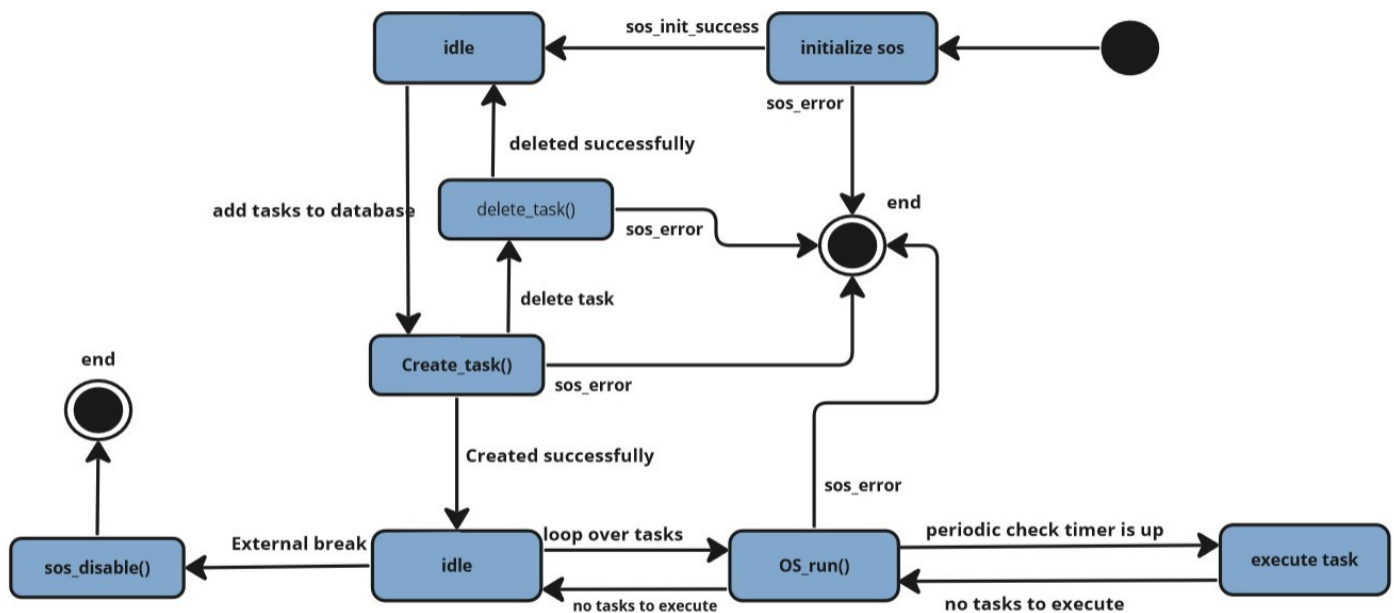 sos_init_success
idle
initialize sos
sos_error
deleted successfully
delete_task()
add tasks to database
end
sos_error
delete task
end
Create_task()
sos_error
Created successfully
sos_error
loop over tasks
periodic check timer is up
External break
sos_disable()
idle
OS_run()
execute task
no tasks to execute
no tasks to execute